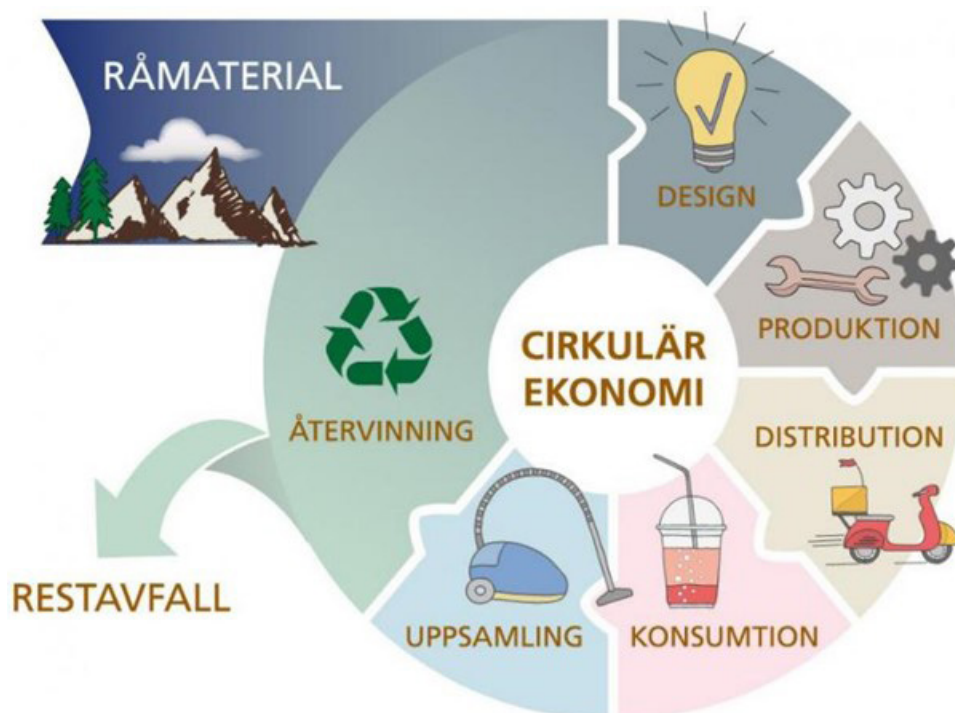 RÅMATERIAL
DESIGN
PRODUKTION
CIRKULÄR
EKONOMI
DISTRIBUTION
ÅTERVINNING
RESTAVFALL
UPPSAMLING
KONSUMTION